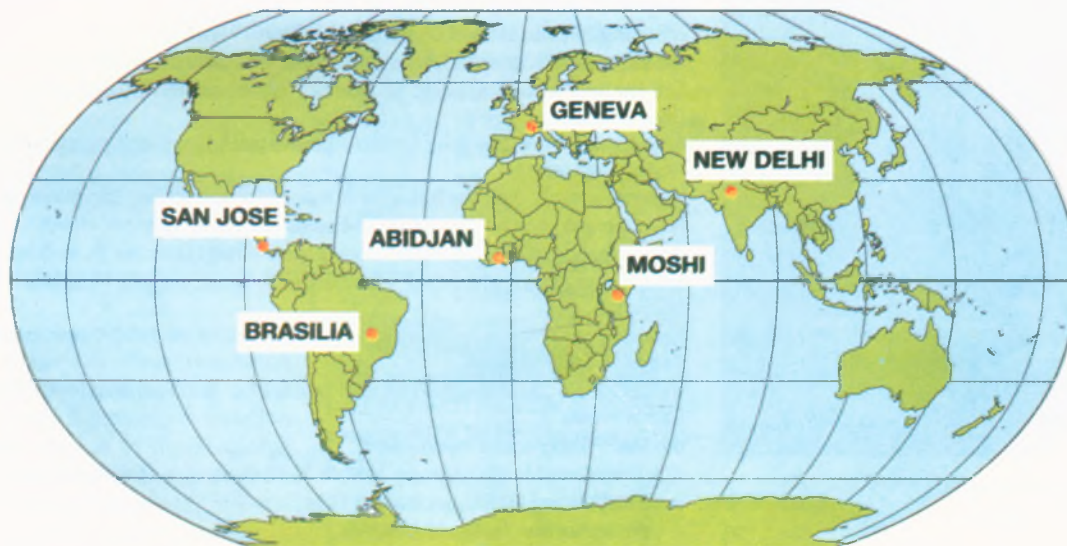 GENEVA
NEW DELHI
SAN JOSE
ABIDJAN
MOSHI
BRASILIA